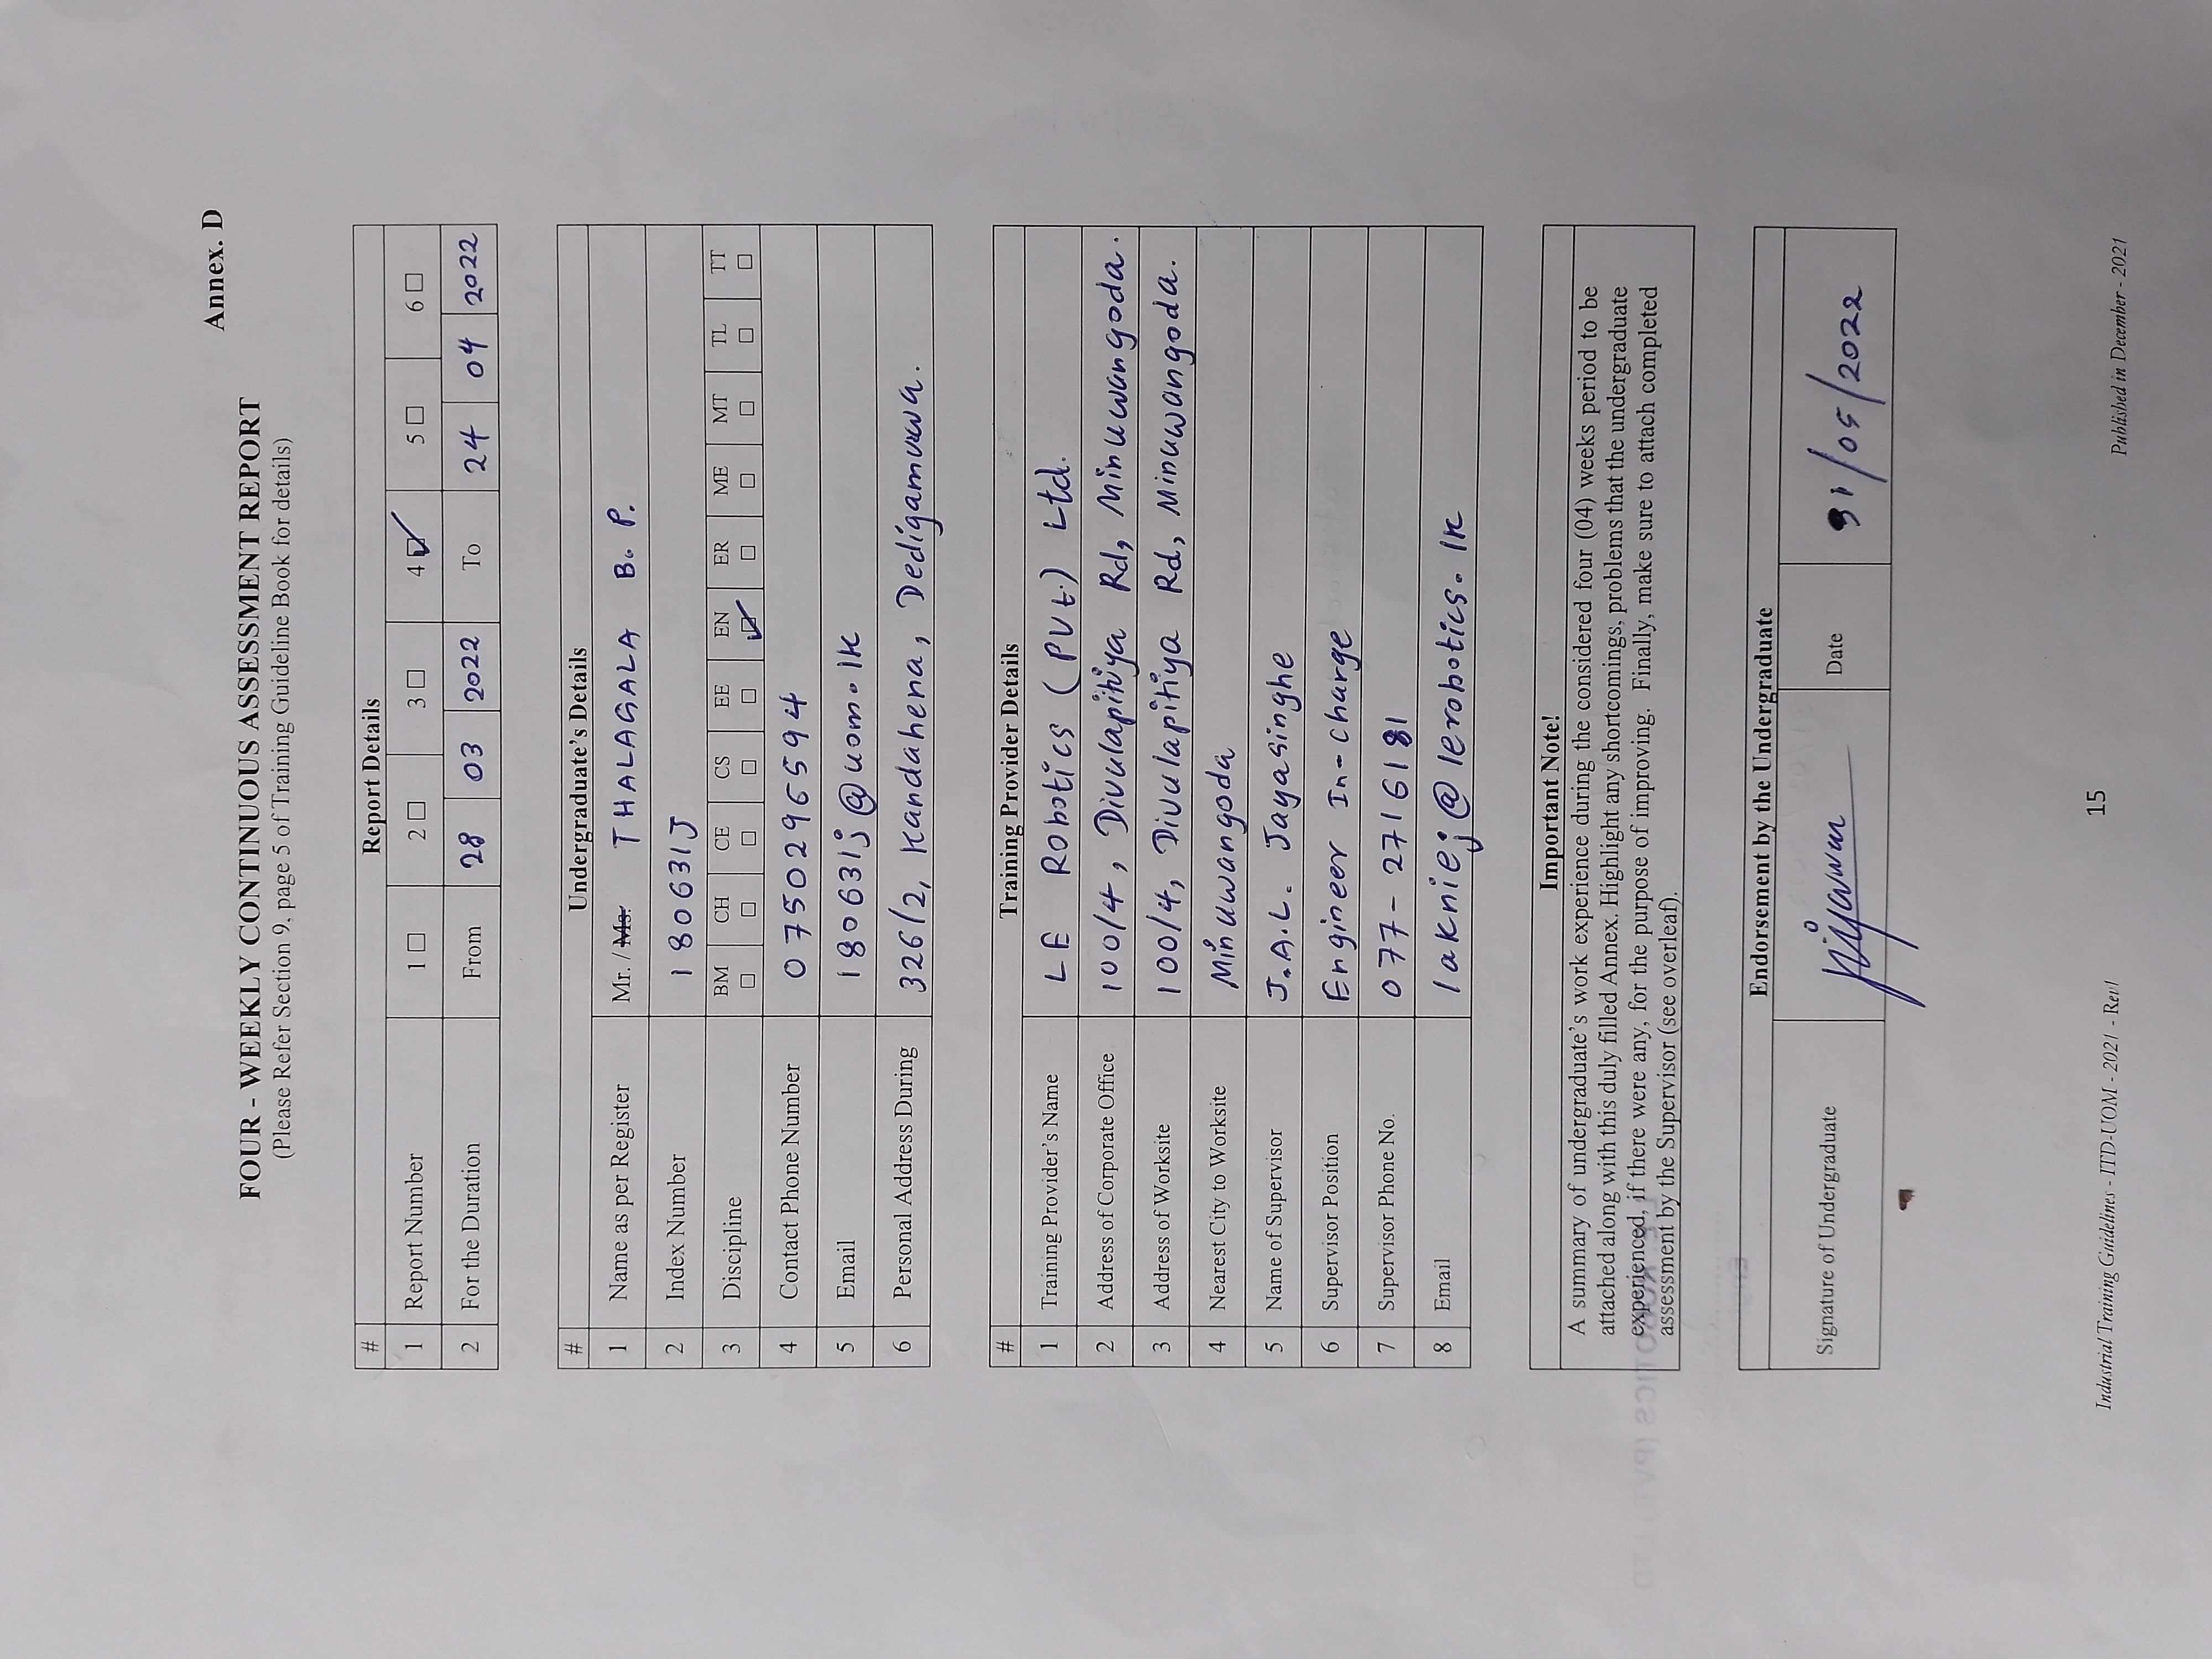 Annex. D
FOUR - WEEKLY CONTINUOUS ASSESSMENT REPORT
(Please Refer Section 9, page 5 of Training Guideline Book for details)
# Report Details
1 Report Number 1 ☐ 2 ☐ 3 ☐ 4 ☑ 5 ☐ 6 ☐
2 For the Duration From 28 03 2022 To 24 04 2022
# Undergraduate's Details
1 Name as per Register Mr. / Ms. THALAGALA B. P.
2 Index Number 180631J
3 Discipline BM ☐ CH ☐ CE ☐ CS ☐ EE ☐ EN ☑ ER ☐ ME ☐ MT ☐ TL ☐ TT ☐
4 Contact Phone Number 0750296594
5 Email 180631j@uom.lk
6 Personal Address During 326/2, Kandahena, Dedigamuwa.
# Training Provider Details
1 Training Provider's Name LE Robotics (PVt.) Ltd.
2 Address of Corporate Office 100/4, Divulapitiya Rd, Minuwangoda.
3 Address of Worksite 100/4, Divulapitiya Rd, Minuwangoda.
4 Nearest City to Worksite Minuwangoda
5 Name of Supervisor J.A.L. Jayasinghe
6 Supervisor Position Engineer In-charge
7 Supervisor Phone No. 077-2716181
8 Email lakniej@lerobotics.lk
Important Note!
A summary of undergraduate's work experience during the considered four (04) weeks period to be
attached along with this duly filled Annex. Highlight any shortcomings, problems that the undergraduate
experienced, if there were any, for the purpose of improving. Finally, make sure to attach completed
assessment by the Supervisor (see overleaf).
Endorsement by the Undergraduate
Signature of Undergraduate Date 31/05/2022
15
Industrial Training Guidelines - ITD-UOM - 2021 - Rev1
Published in December - 2021